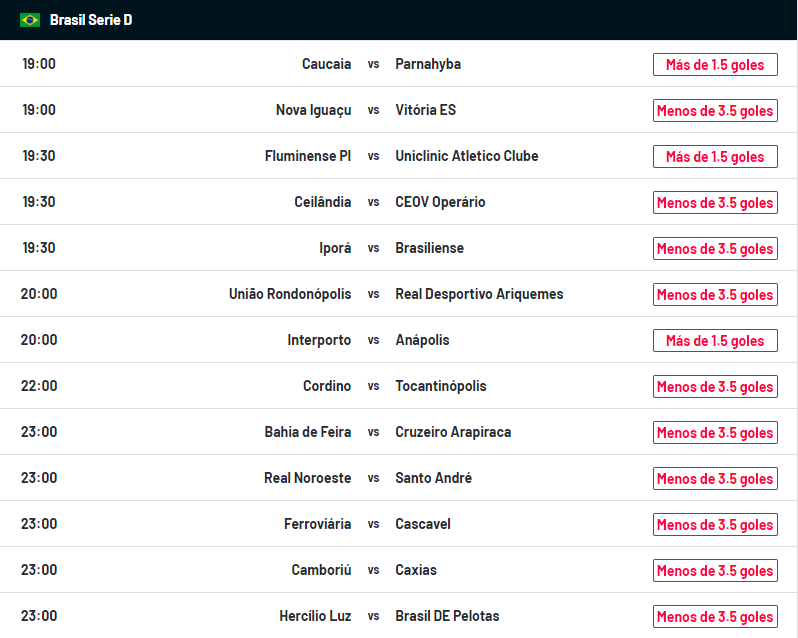 Brasil Serie D
19:00 Caucaia vs Parnahyba Más de 1.5 goles
19:00 Nova Iguaçu vs Vitória ES Menos de 3.5 goles
19:30 Fluminense PI vs Uniclinic Atletico Clube Más de 1.5 goles
19:30 Ceilândia vs CEOV Operário Menos de 3.5 goles
19:30 Iporá vs Brasiliense Menos de 3.5 goles
20:00 União Rondonópolis vs Real Desportivo Ariquemes Menos de 3.5 goles
20:00 Interporto vs Anápolis Más de 1.5 goles
22:00 Cordino vs Tocantinópolis Menos de 3.5 goles
23:00 Bahia de Feira vs Cruzeiro Arapiraca Menos de 3.5 goles
23:00 Real Noroeste vs Santo André Menos de 3.5 goles
23:00 Ferroviária vs Cascavel Menos de 3.5 goles
23:00 Camboriú vs Caxias Menos de 3.5 goles
23:00 Hercílio Luz vs Brasil DE Pelotas Menos de 3.5 goles